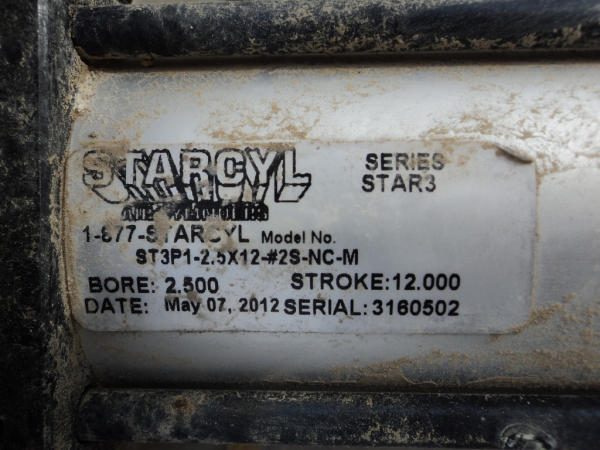 STARCYL
SERIES
STAR3
1-877-STARCYL Model No.
ST3P1-2.5X12-#2S-NC-M
BORE: 2.500 STROKE:12.000
DATE: May 07, 2012 SERIAL: 3160502